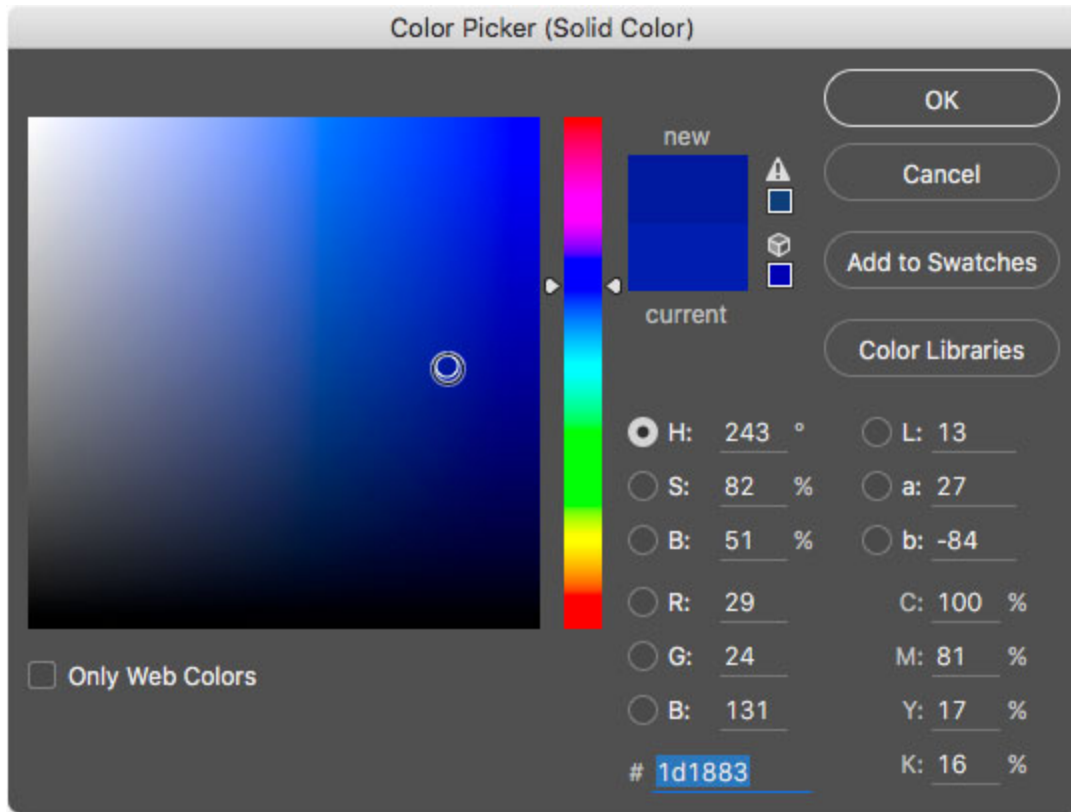 Color Picker (Solid Color)
new
current
OK
Cancel
Add to Swatches
Color Libraries
H: 243 °
S: 82 %
B: 51 %
R: 29
G: 24
B: 131
# 1d1883
L: 13
a: 27
b: -84
C: 100 %
M: 81 %
Y: 17 %
K: 16 %
Only Web Colors